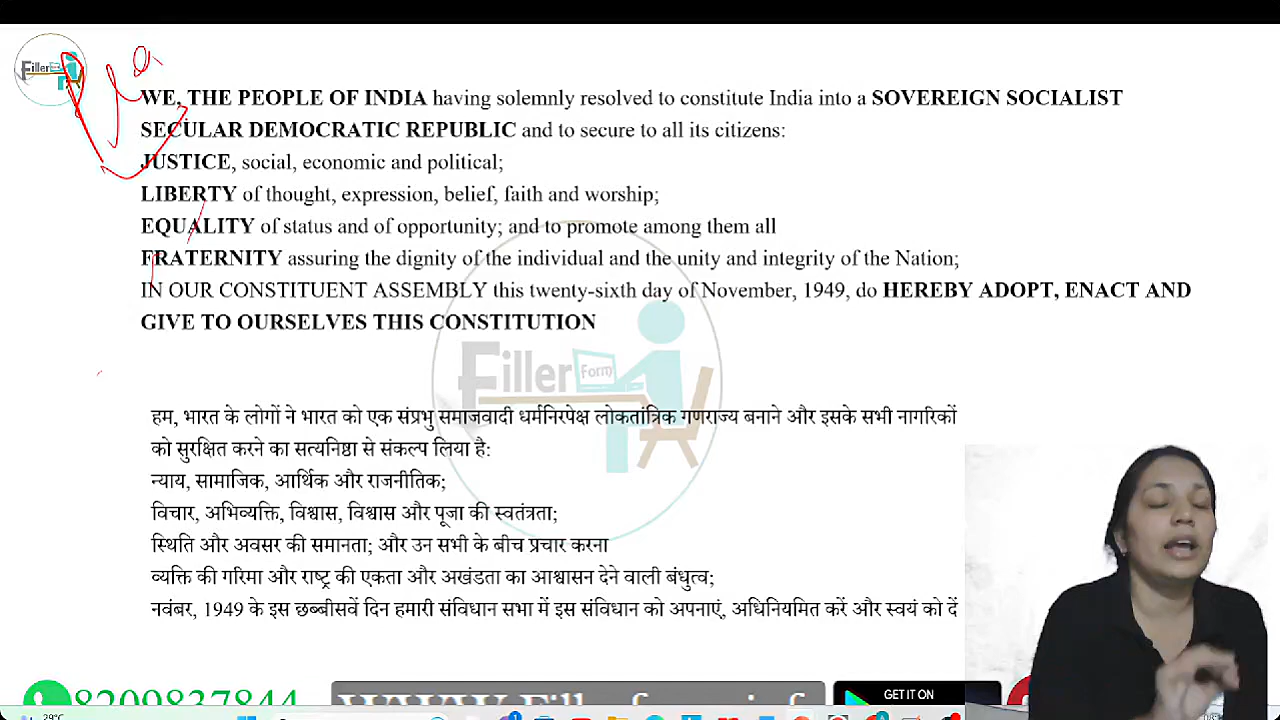 Filler
WE, THE PEOPLE OF INDIA having solemnly resolved to constitute India into a SOVEREIGN SOCIALIST
SECULAR DEMOCRATIC REPUBLIC and to secure to all its citizens:
JUSTICE, social, economic and political;
LIBERTY of thought, expression, belief, faith and worship;
EQUALITY of status and of opportunity; and to promote among them all
FRATERNITY assuring the dignity of the individual and the unity and integrity of the Nation;
IN OUR CONSTITUENT ASSEMBLY this twenty-sixth day of November, 1949, do HEREBY ADOPT, ENACT AND
GIVE TO OURSELVES THIS CONSTITUTION
Filler Form
हम, भारत के लोगों ने भारत को एक संप्रभु समाजवादी धर्मनिरपेक्ष लोकतांत्रिक गणराज्य बनाने और इसके सभी नागरिकों
को सुरक्षित करने का सत्यनिष्ठा से संकल्प लिया है:
न्याय, सामाजिक, आर्थिक और राजनीतिक;
विचार, अभिव्यक्ति, विश्वास, विश्वास और पूजा की स्वतंत्रता;
स्थिति और अवसर की समानता; और उन सभी के बीच प्रचार करना
व्यक्ति की गरिमा और राष्ट्र की एकता और अखंडता का आश्वासन देने वाली बंधुत्व;
नवंबर, 1949 के इस छब्बीसवें दिन हमारी संविधान सभा में इस संविधान को अपनाएं, अधिनियमित करें और स्वयं को दें
8209837844
GET IT ON
29°C